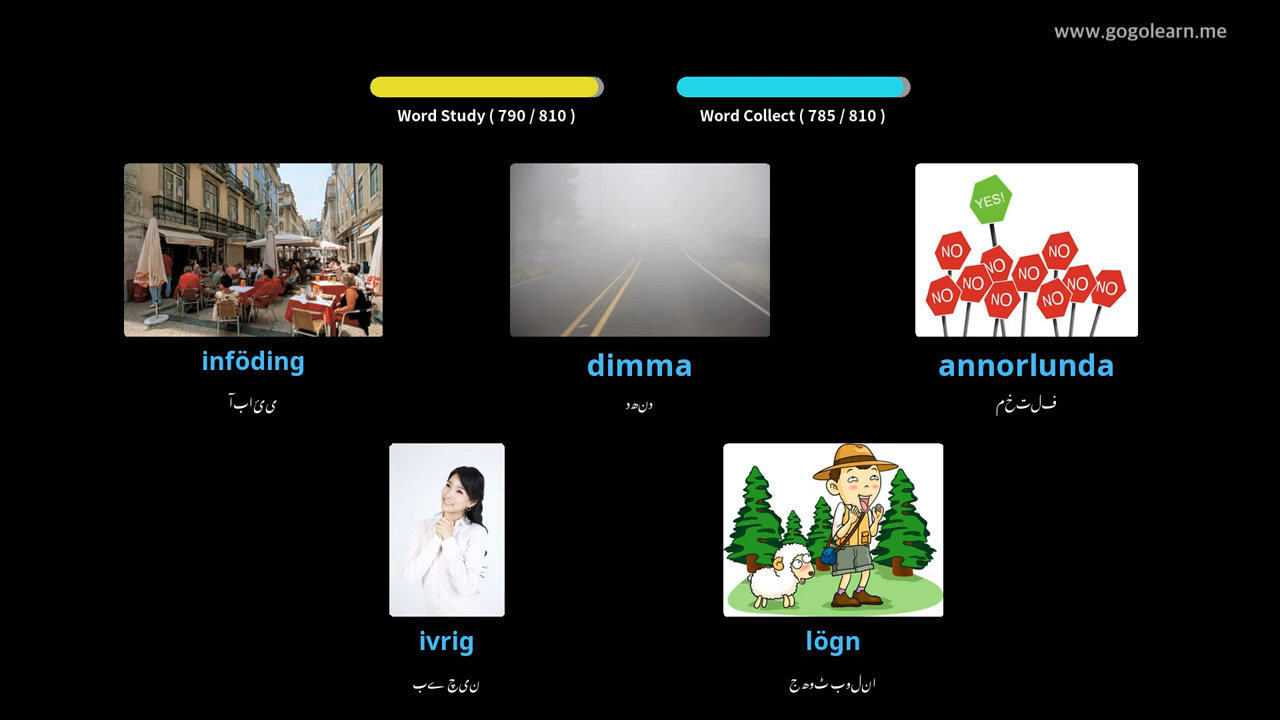 www.gogolearn.me
Word Study ( 790 / 810 )
Word Collect ( 785 / 810 )
YES!
NO
NO
NO
NO
NO
NO
NO
NO
NO
NO
inföding
آبائی
dimma
دھند
annorlunda
مختلف
ivrig
بے چین
lögn
جھوٹ بولنا